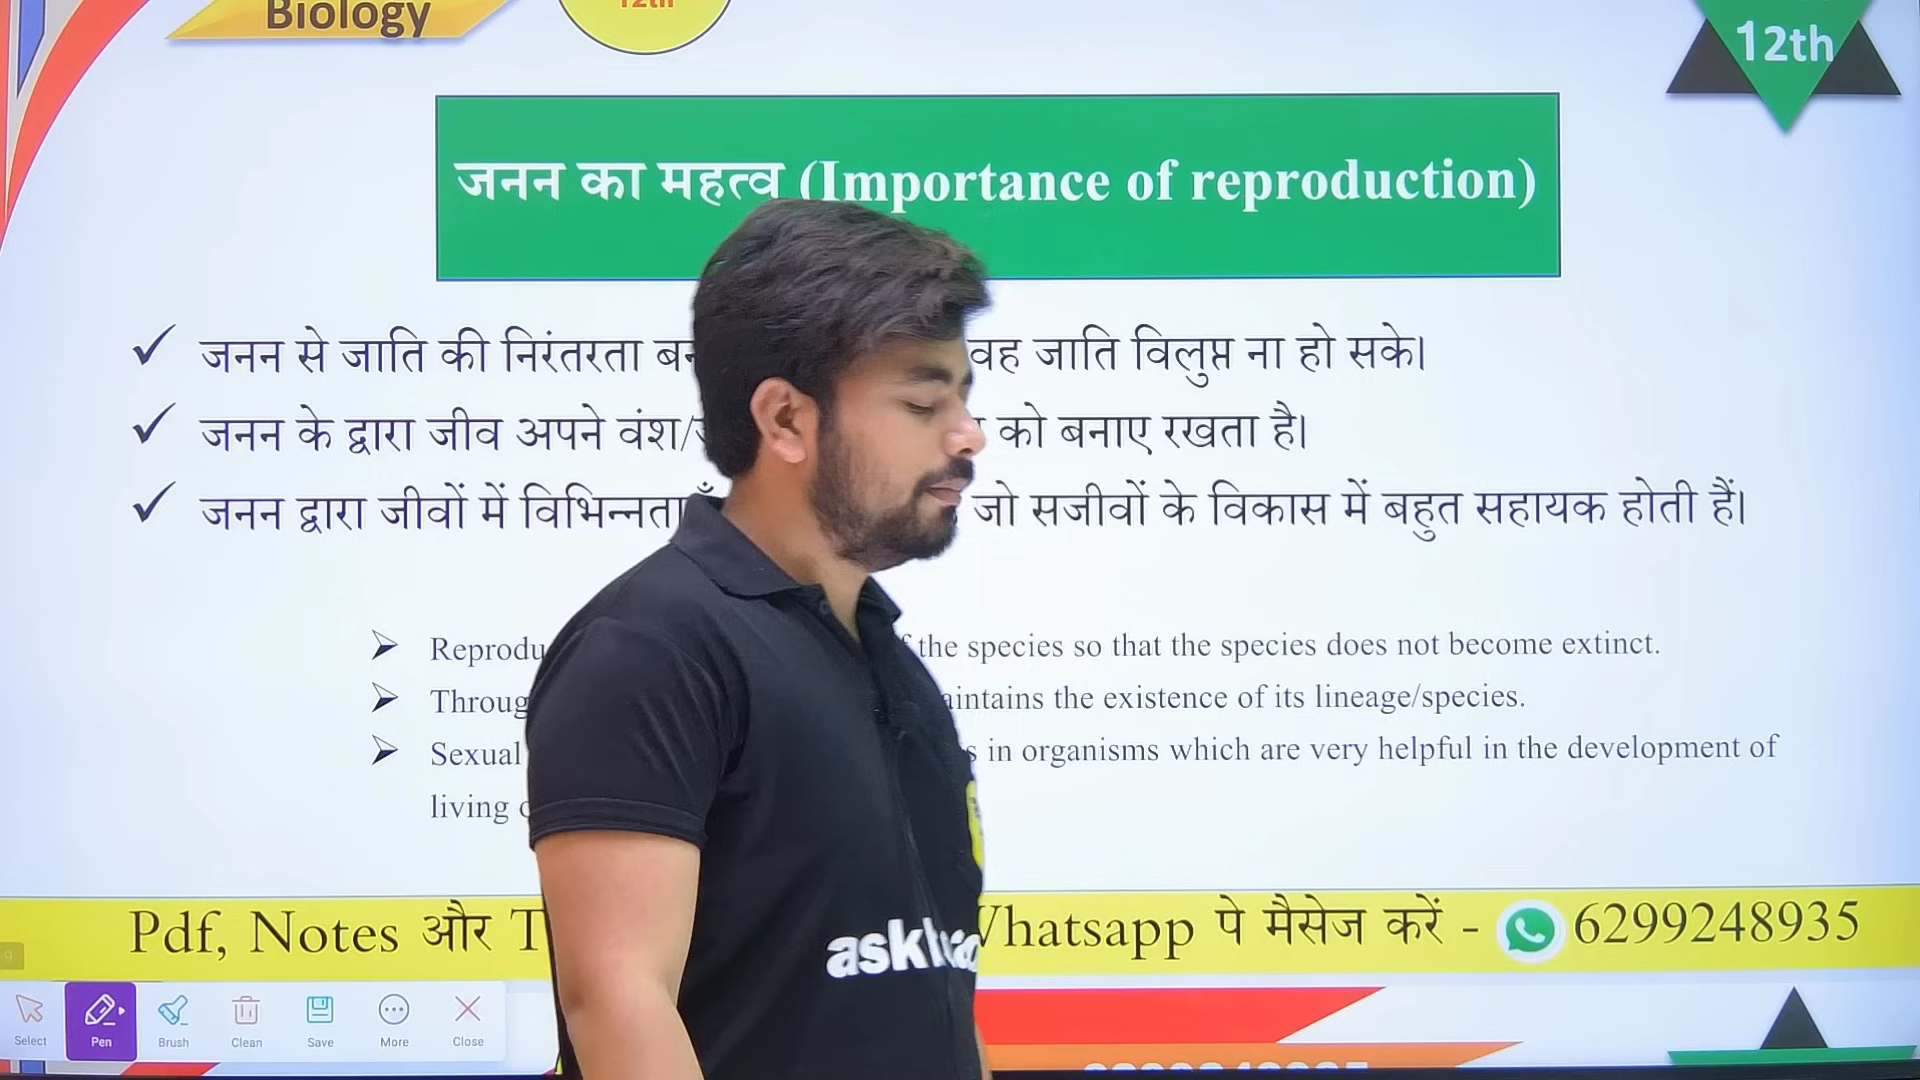 Biology
12th
12th
जनन का महत्व (Importance of reproduction)
जनन से जाति की निरंतरता वह जाति विलुप्त ना हो सके।
जनन के द्वारा जीव अपने वंश/ को बनाए रखता है।
जनन द्वारा जीवों में विभिन्नताएँ जो सजीवों के विकास में बहुत सहायक होती हैं।
the species so that the species does not become extinct.
the existence of its lineage/species.
Sexual in organisms which are very helpful in the development of
living
Pdf, Notes और Whatsapp पे मैसेज करें - 6299248935
Select Pen Brush Clean Save More Close